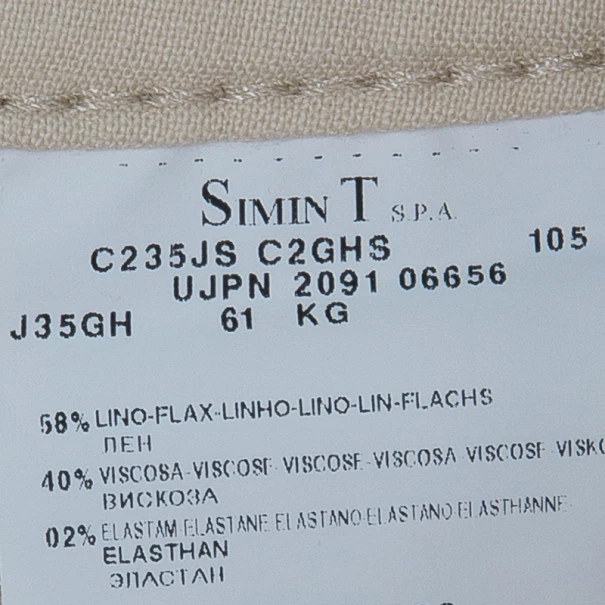 SIMIN T S.P.A.
C235JS C2GHS 105
UJPN 2091 06656
J35GH 61 KG
58% LINO-FLAX-LINHO-LINO-LIN-FLACHS
ЛЕН
40% VISCOSA-VISCOSE-VISCOSE-VISCOSA VISCOSE-VISK
ВИСКОЗА
02% ELASTAM ELASTANE ELASTANO ELASTANO ELASTHANNE
ELASTHAN
ЭЛАСТАН